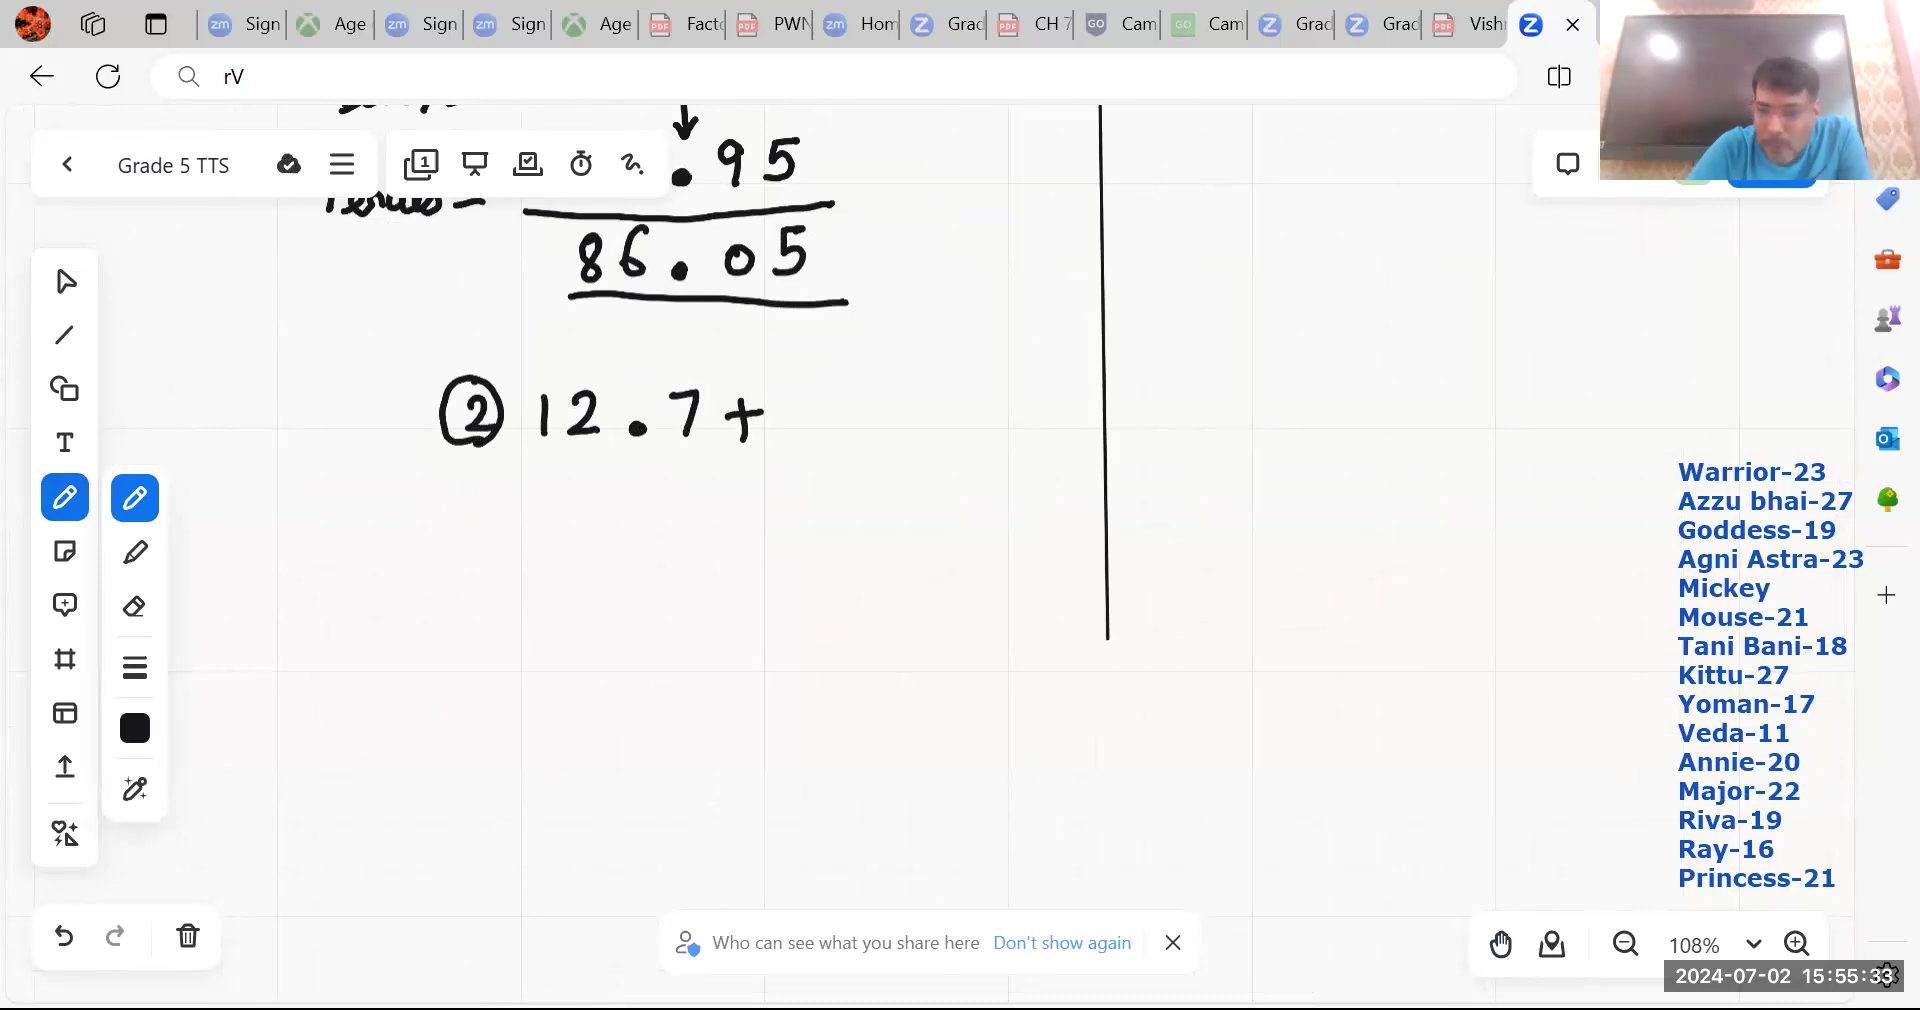 Sign
Age
Sign
Sign
Age
Facto
PWN
Hom
Grad
CH 7
Cam
Cam
Grad
Grad
Vish
rV
Grade 5 TTS
1
.95
86.05
② 12.7+
T
Warrior-23
Azzu bhai-27
Goddess-19
Agni Astra-23
Mickey
Mouse-21
Tani Bani-18
Kittu-27
Yoman-17
Veda-11
Annie-20
Major-22
Riva-19
Ray-16
Princess-21
Who can see what you share here Don't show again
108%
2024-07-02 15:55:33